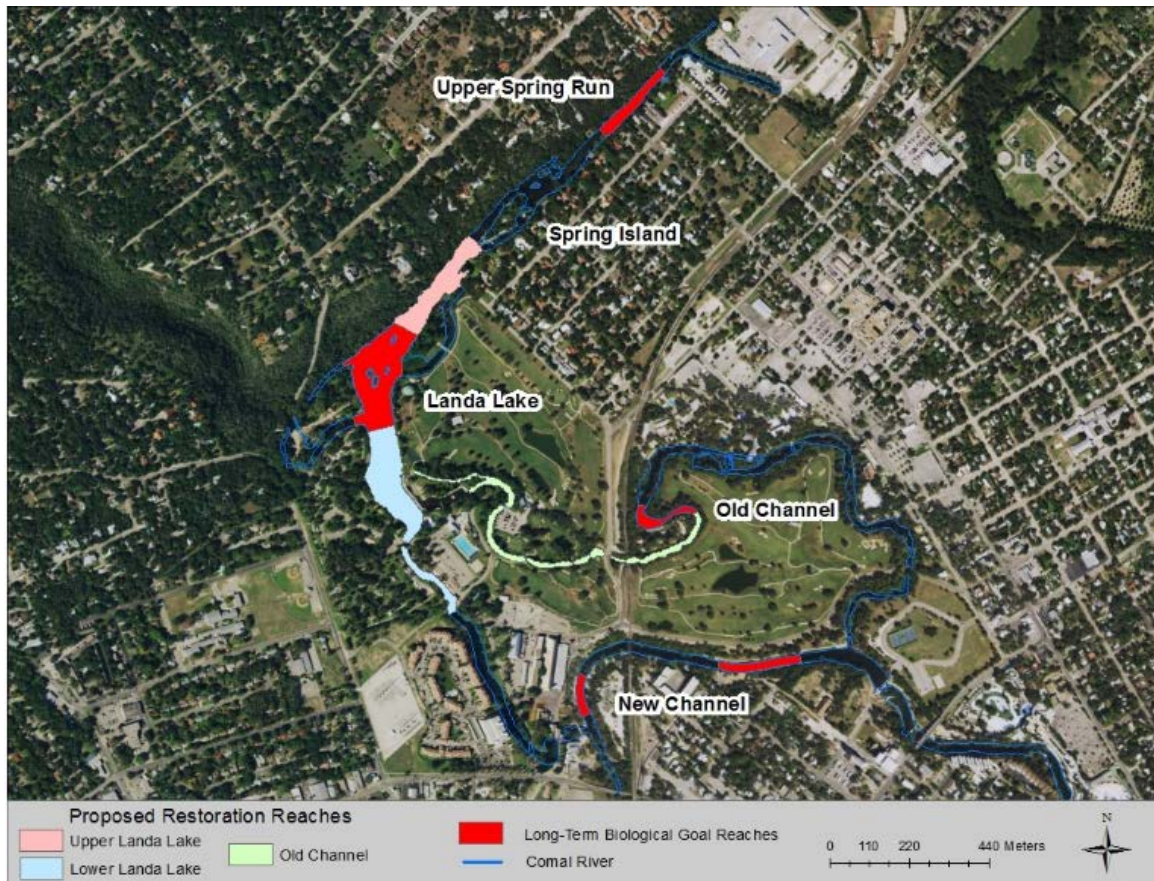 Upper Spring Run
Spring Island
Landa Lake
Old Channel
New Channel
Proposed Restoration Reaches
Upper Landa Lake
Lower Landa Lake
Old Channel
Long-Term Biological Goal Reaches
Comal River
N
0 110 220 440 Meters